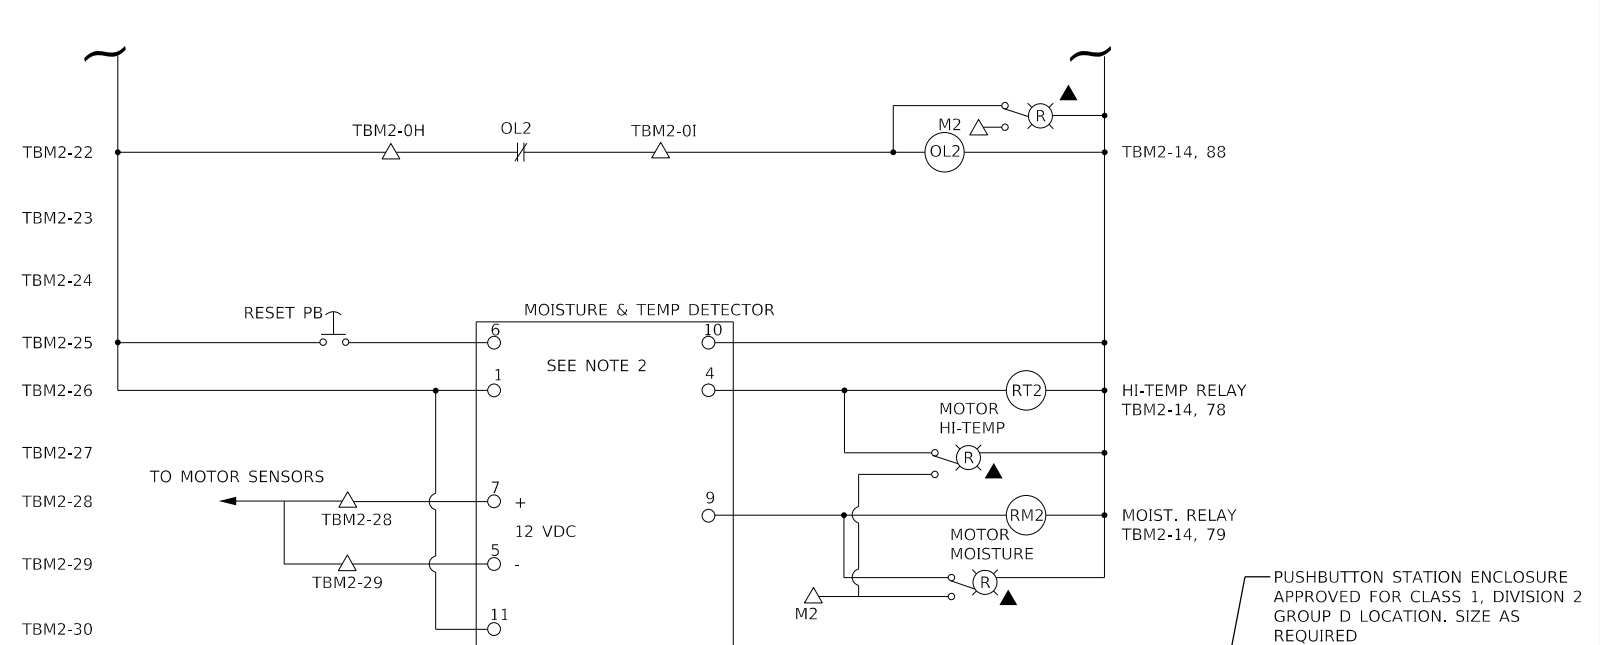 R
M2
TBM2-0H
OL2
TBM2-0I
TBM2-22
OL2
TBM2-14, 88
TBM2-23
TBM2-24
RESET PB
MOISTURE & TEMP DETECTOR
6
10
TBM2-25
SEE NOTE 2
1
4
TBM2-26
RT2
HI-TEMP RELAY
TBM2-14, 78
MOTOR
HI-TEMP
TBM2-27
R
TO MOTOR SENSORS
7
9
TBM2-28
+
TBM2-28
RM2
MOIST. RELAY
TBM2-14, 79
12 VDC
MOTOR
MOISTURE
5
TBM2-29
-
TBM2-29
R
M2
11
TBM2-30
PUSHBUTTON STATION ENCLOSURE
APPROVED FOR CLASS 1, DIVISION 2
GROUP D LOCATION. SIZE AS
REQUIRED